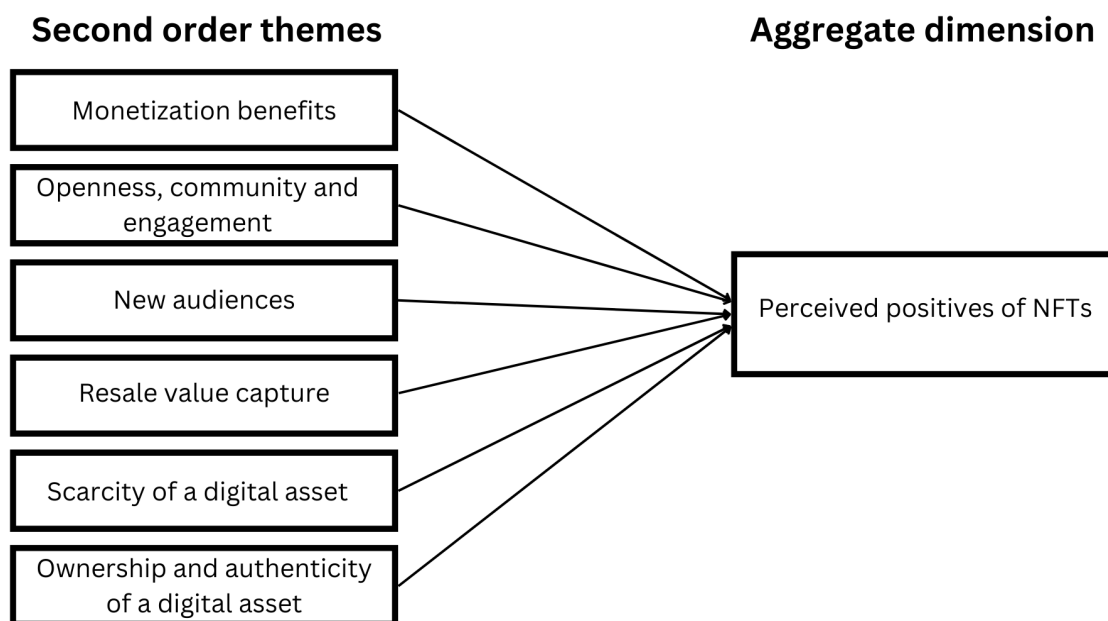 Second order themes
Aggregate dimension
Monetization benefits
Openness, community and
engagement
New audiences
Resale value capture
Scarcity of a digital asset
Ownership and authenticity
of a digital asset
Perceived positives of NFTs